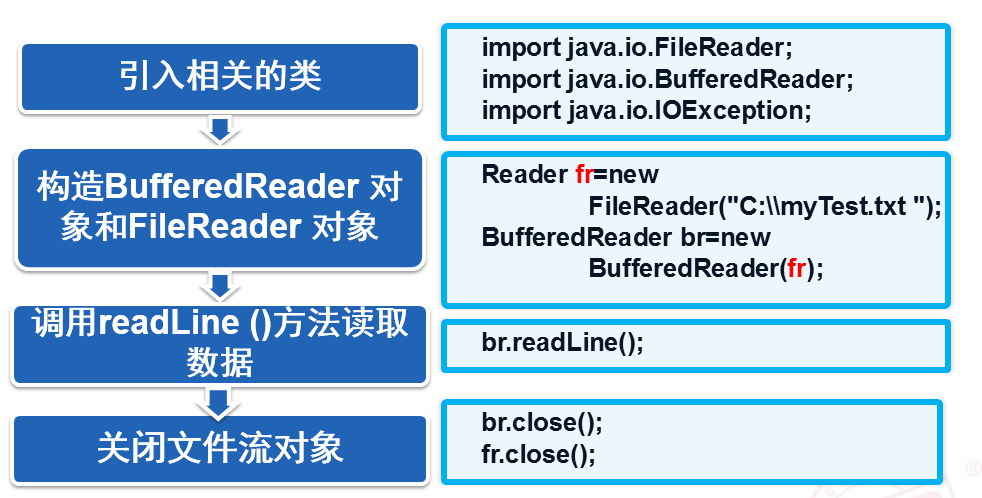 引入相关的类
import java.io.FileReader;
import java.io.BufferedReader;
import java.io.IOException;
构造BufferedReader 对
象和FileReader 对象
Reader fr=new
FileReader("C:\\myTest.txt ");
BufferedReader br=new
BufferedReader(fr);
调用readLine ()方法读取
数据
br.readLine();
关闭文件流对象
br.close();
fr.close();
®